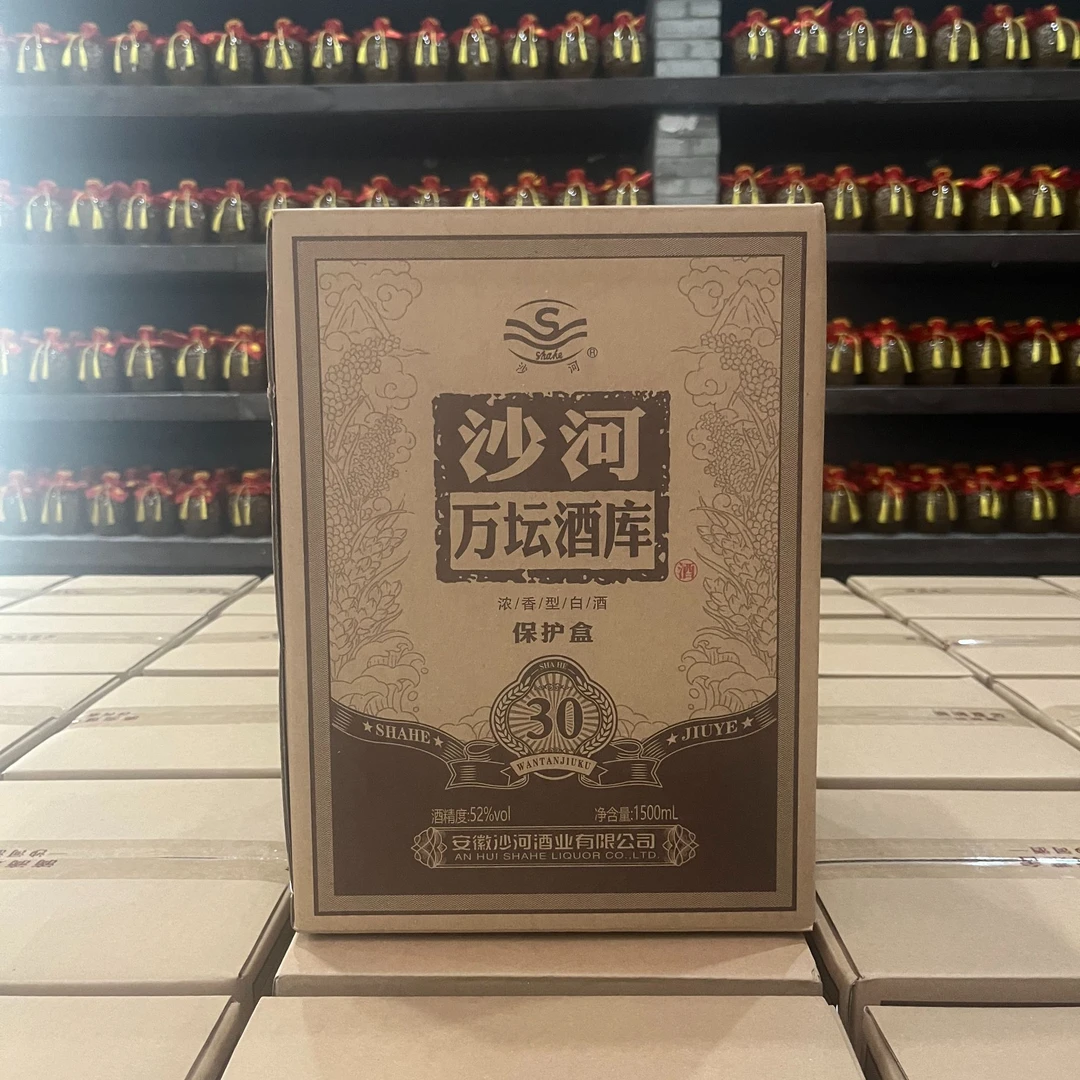 S
shahe
沙 河 ®
沙河
万坛酒库
酒
浓/香/型/白/酒
保护盒
SHA HE
30
★SHAHE★
★JIUYE★
WANTANJIUKU
酒精度:52%vol 净含量:1500mL
安徽沙河酒业有限公司
AN HUI SHAHE LIQUOR CO.,LTD.